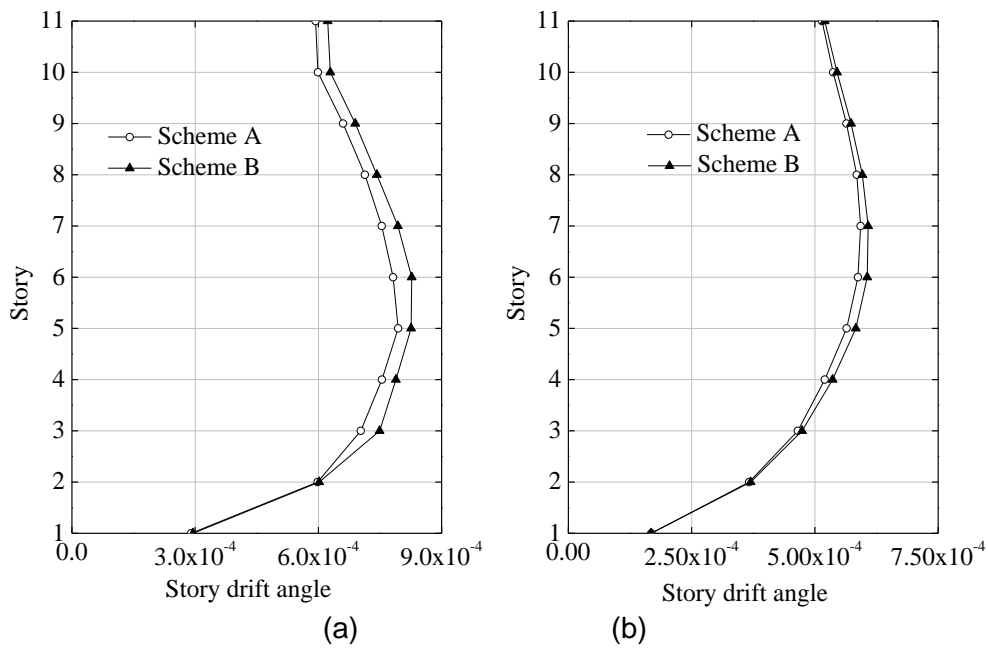 11
10
9
8
7
6
5
4
3
2
1
Story
Scheme A
Scheme B
0.0 3.0x10⁻⁴ 6.0x10⁻⁴ 9.0x10⁻⁴
Story drift angle
(a)
11
10
9
8
7
6
5
4
3
2
1
Story
Scheme A
Scheme B
0.00 2.50x10⁻⁴ 5.00x10⁻⁴ 7.50x10⁻⁴
Story drift angle
(b)